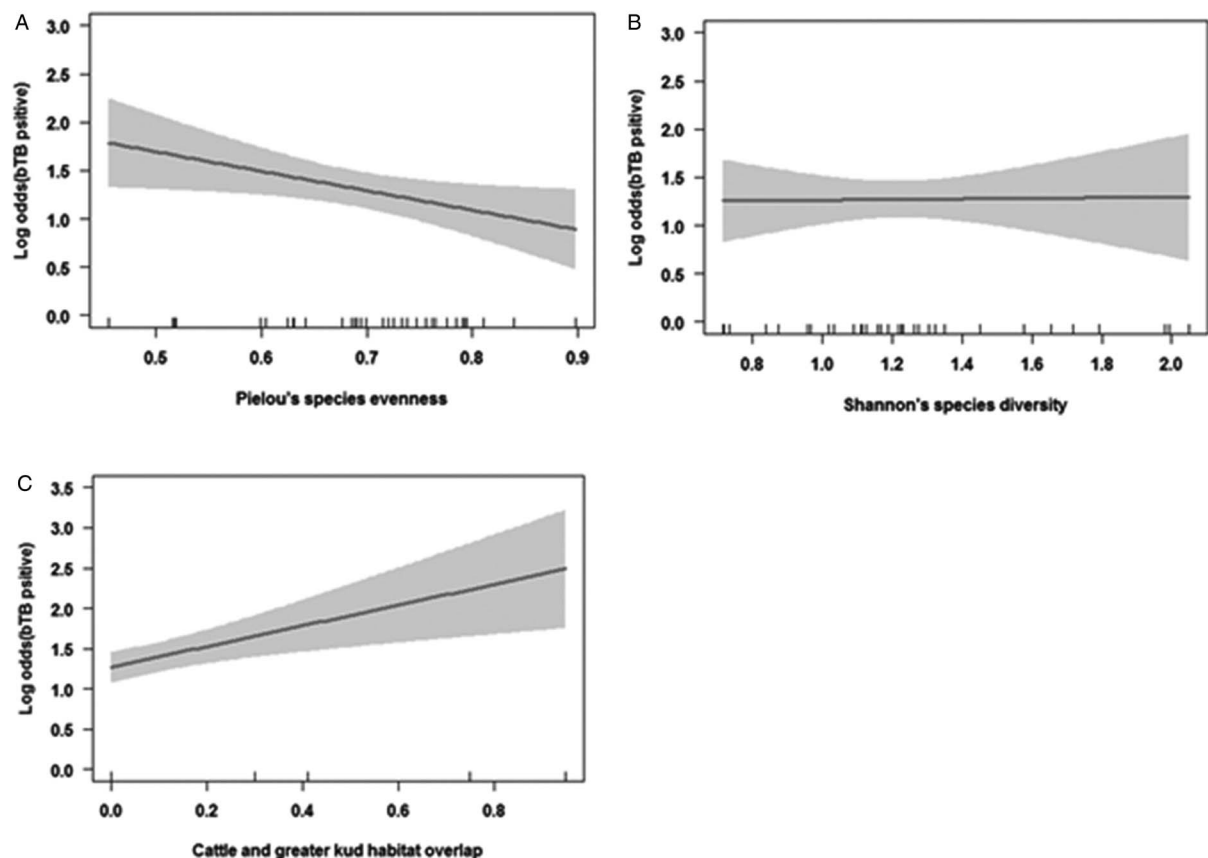 A
Log odds(bTB psitive)
3.0
2.5
2.0
1.5
1.0
0.5
0.0
0.5 0.6 0.7 0.8 0.9
Pielou's species evenness
B
Log odds(bTB psitive)
3.0
2.5
2.0
1.5
1.0
0.5
0.0
0.8 1.0 1.2 1.4 1.6 1.8 2.0
Shannon's species diversity
C
Log odds(bTB psitive)
3.5
3.0
2.5
2.0
1.5
1.0
0.5
0.0
0.0 0.2 0.4 0.6 0.8
Cattle and greater kud habitat overlap